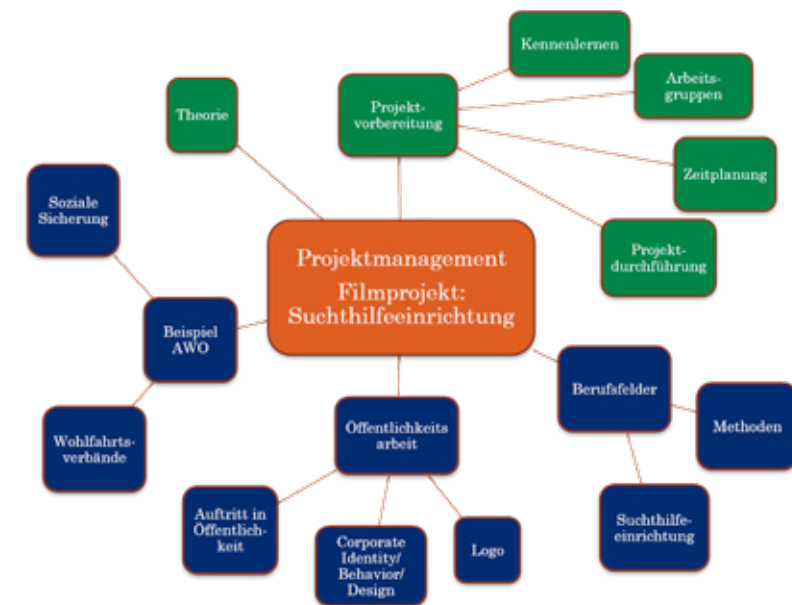 Kennenlernen
Arbeits-
gruppen
Theorie
Projekt-
vorbereitung
Zeitplanung
Soziale
Sicherung
Projekt-
durchführung
Projektmanagement
Filmprojekt:
Suchthilfeeinrichtung
Beispiel
AWO
Berufsfelder
Methoden
Öffentlichkeits
arbeit
Wohlfahrts-
verbände
Auftritt in
Öffentlich-
keit
Corporate
Identity/
Behavior/
Design
Logo
Suchthilfe-
einrichtung